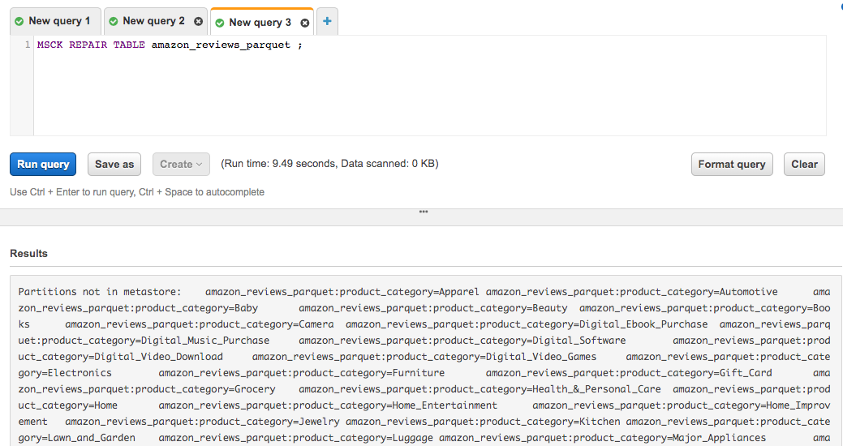 New query 1 New query 2 New query 3 +
1 MSCK REPAIR TABLE amazon_reviews_parquet ;
Run query Save as Create (Run time: 9.49 seconds, Data scanned: 0 KB) Format query Clear
Use Ctrl + Enter to run query, Ctrl + Space to autocomplete
Results
Partitions not in metastore: amazon_reviews_parquet:product_category=Apparel amazon_reviews_parquet:product_category=Automotive ama
zon_reviews_parquet:product_category=Baby amazon_reviews_parquet:product_category=Beauty amazon_reviews_parquet:product_category=Boo
ks amazon_reviews_parquet:product_category=Camera amazon_reviews_parquet:product_category=Digital_Ebook_Purchase amazon_reviews_parq
uet:product_category=Digital_Music_Purchase amazon_reviews_parquet:product_category=Digital_Software amazon_reviews_parquet:prod
uct_category=Digital_Video_Download amazon_reviews_parquet:product_category=Digital_Video_Games amazon_reviews_parquet:product_cate
gory=Electronics amazon_reviews_parquet:product_category=Furniture amazon_reviews_parquet:product_category=Gift_Card ama
zon_reviews_parquet:product_category=Grocery amazon_reviews_parquet:product_category=Health_&_Personal_Care amazon_reviews_parquet:prod
uct_category=Home amazon_reviews_parquet:product_category=Home_Entertainment amazon_reviews_parquet:product_category=Home_Improv
ement amazon_reviews_parquet:product_category=Jewelry amazon_reviews_parquet:product_category=Kitchen amazon_reviews_parquet:product_cate
gory=Lawn_and_Garden amazon_reviews_parquet:product_category=Luggage amazon_reviews_parquet:product_category=Major_Appliances ama